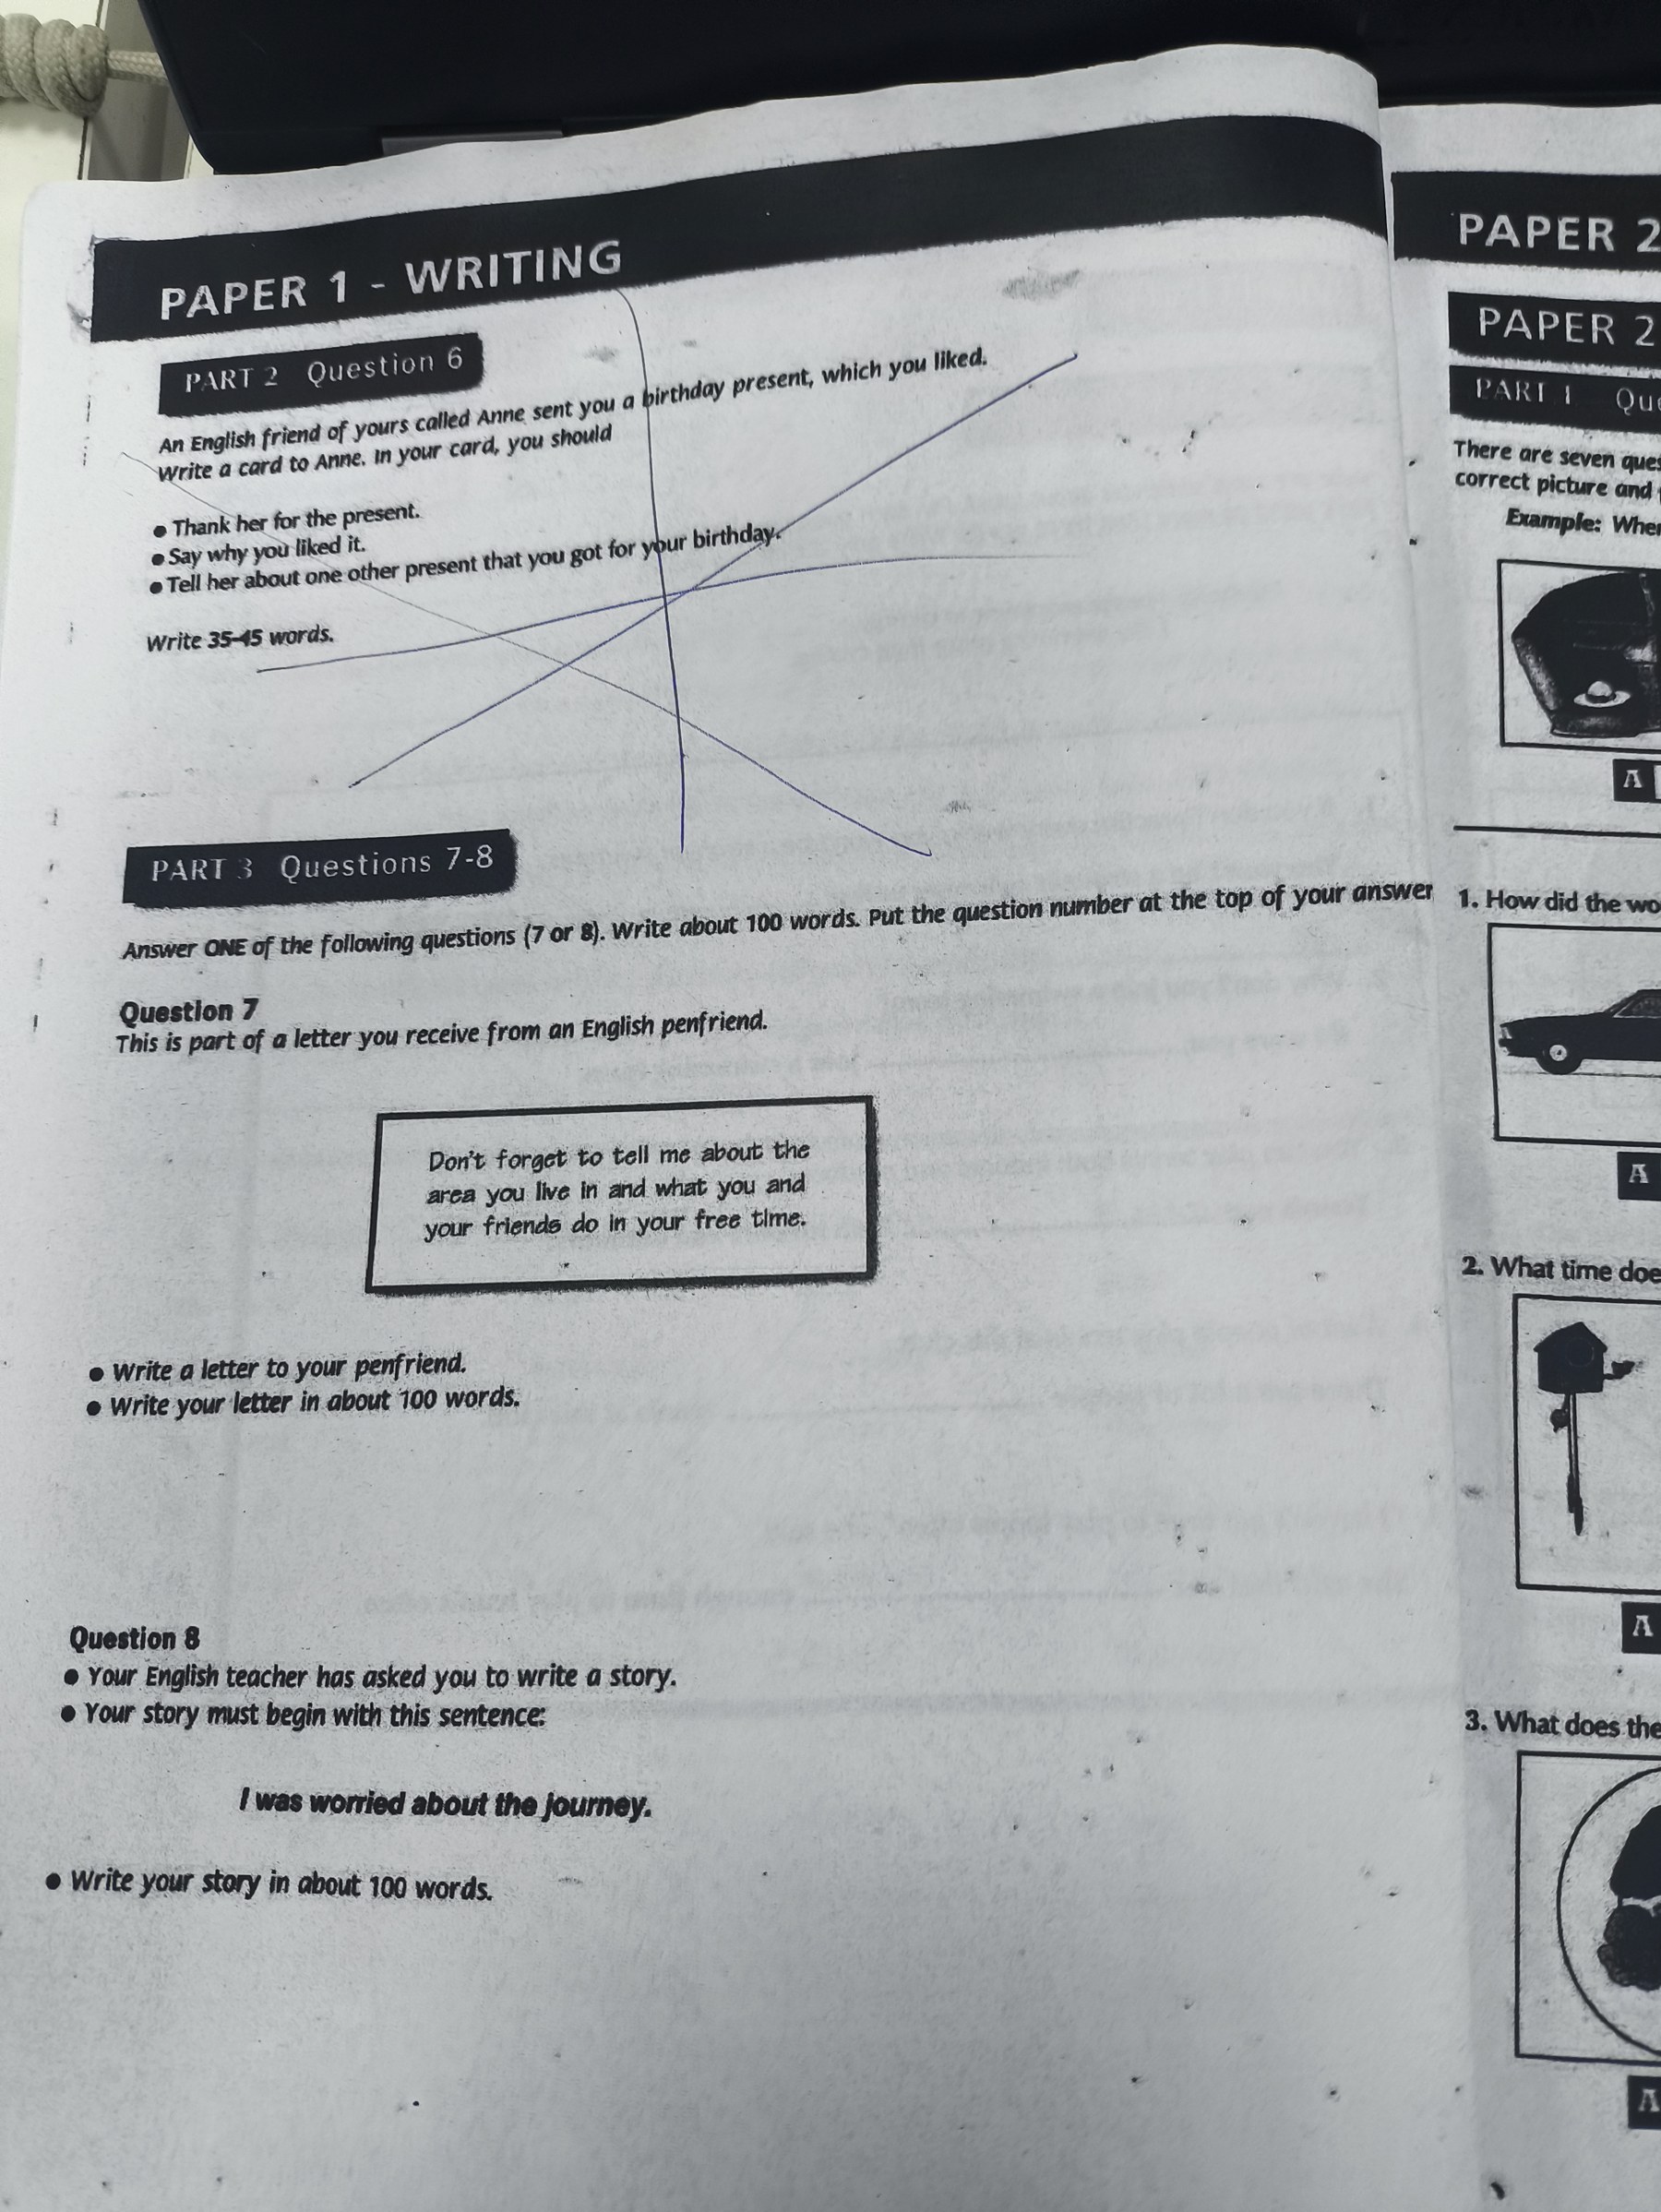 PAPER 1 - WRITING
PART 2 Question 6
An English friend of yours called Anne sent you a birthday present, which you liked.
Write a card to Anne. In your card, you should
● Thank her for the present.
● Say why you liked it.
● Tell her about one other present that you got for your birthday.
Write 35-45 words.
PART 3 Questions 7-8
Answer ONE of the following questions (7 or 8). Write about 100 words. Put the question number at the top of your answer
Question 7
This is part of a letter you receive from an English penfriend.
Don't forget to tell me about the
area you live in and what you and
your friends do in your free time.
● Write a letter to your penfriend.
● Write your letter in about 100 words.
Question 8
● Your English teacher has asked you to write a story.
● Your story must begin with this sentence:
I was worried about the journey.
● Write your story in about 100 words.
PAPER 2
PAPER 2
PART 1
There are seven
correct picture and
Example:
A
1. How did the
A
2. What time
A
3. What does the
A